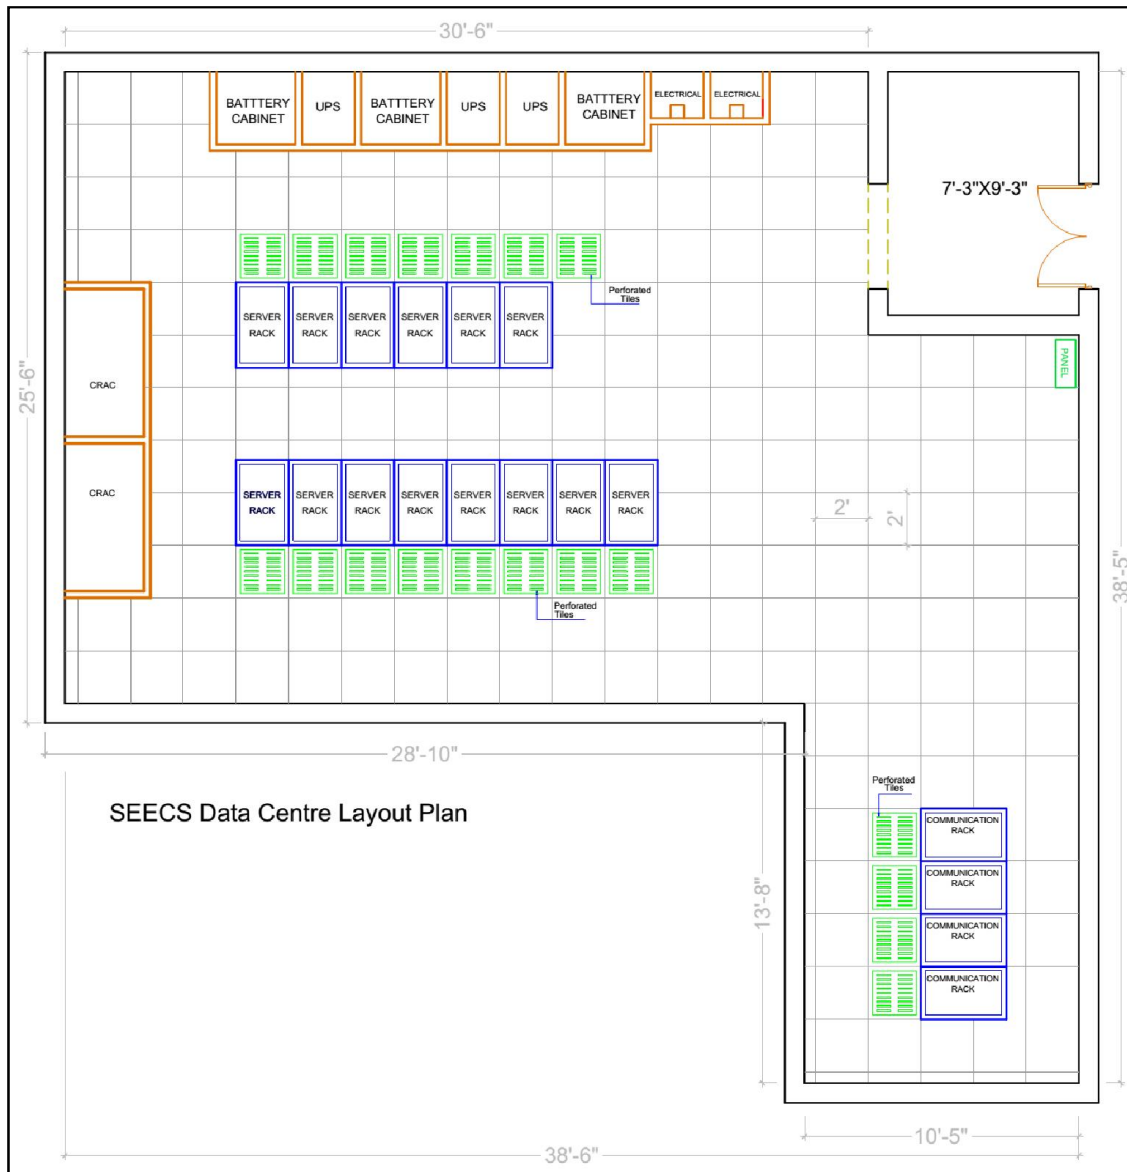 30'-6"
BATTTERY
CABINET
UPS
BATTTERY
CABINET
UPS
UPS
BATTTERY
CABINET
ELECTRICAL
ELECTRICAL
7'-3"X9'-3"
Perforated
Tiles
SERVER
RACK
SERVER
RACK
SERVER
RACK
SERVER
RACK
SERVER
RACK
SERVER
RACK
PANEL
25'-6"
CRAC
CRAC
SERVER
RACK
SERVER
RACK
SERVER
RACK
SERVER
RACK
SERVER
RACK
SERVER
RACK
SERVER
RACK
SERVER
RACK
2'
2'
38'-5"
Perforated
Tiles
28'-10"
SEECS Data Centre Layout Plan
Perforated
Tiles
COMMUNICATION
RACK
COMMUNICATION
RACK
13'-8"
COMMUNICATION
RACK
COMMUNICATION
RACK
10'-5"
38'-6"